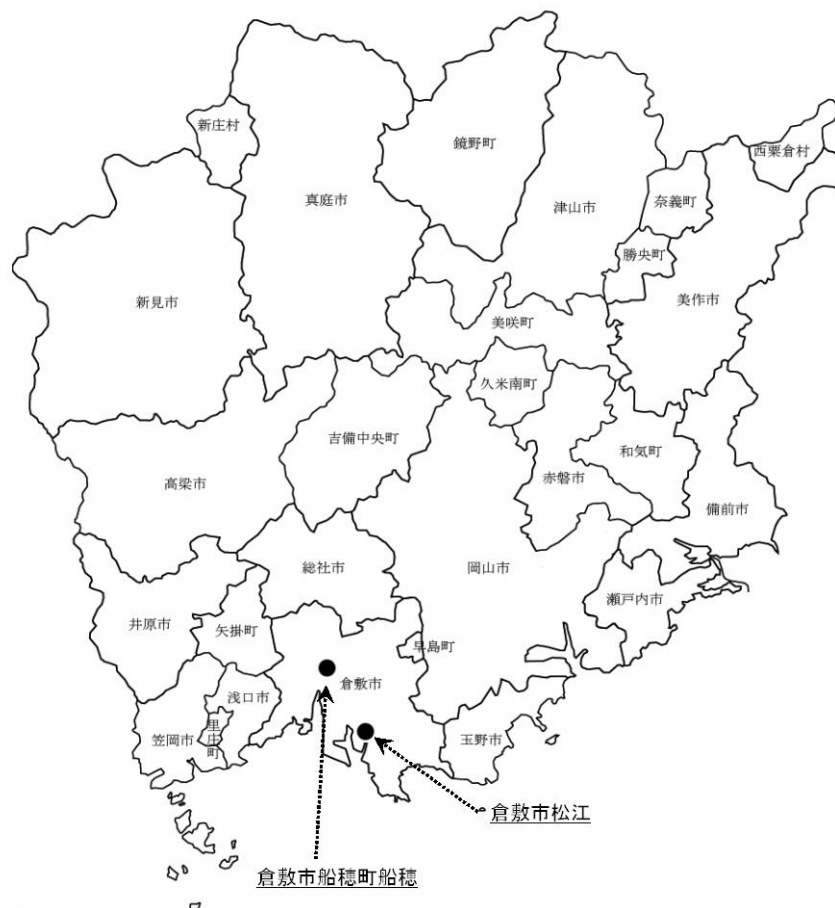 新庄村
鏡野町
西粟倉村
真庭市
津山市
奈義町
勝央町
新見市
美作市
美咲町
久米南町
吉備中央町
和気町
高梁市
赤磐市
備前市
総社市
岡山市
瀬戸内市
井原市
矢掛町
早島町
倉敷市
浅口市
里庄町
笠岡市
玉野市
倉敷市松江
倉敷市船穂町船穂